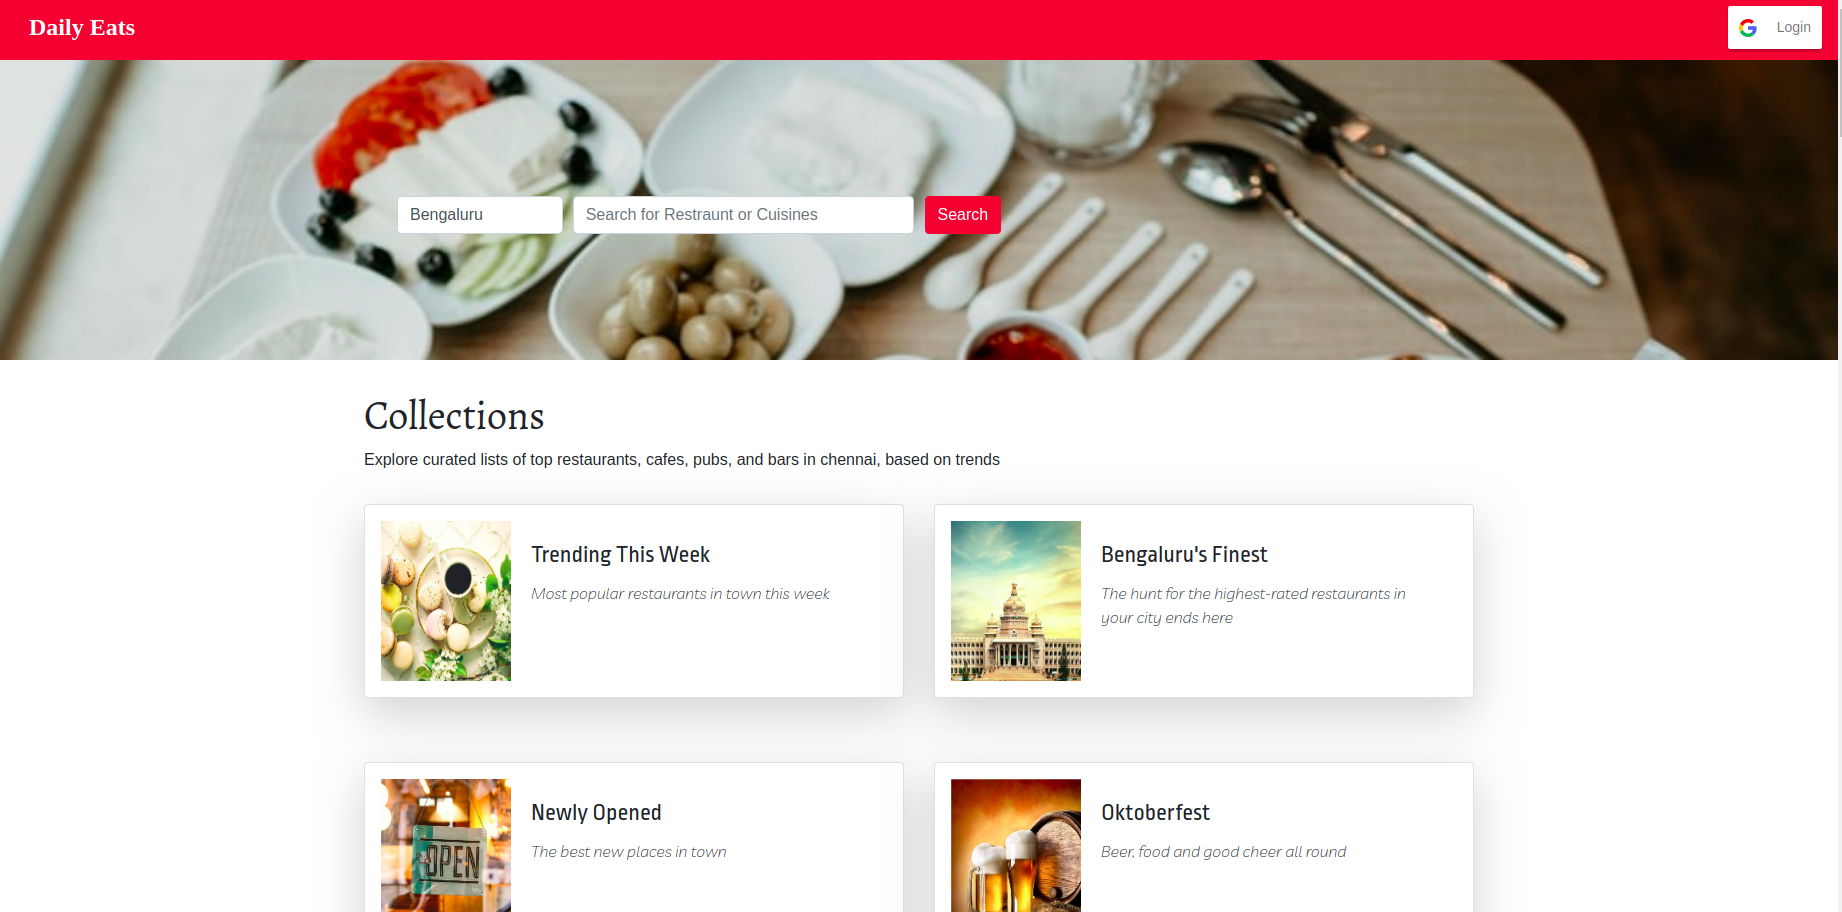 Daily Eats
Login
Bengaluru
Search for Restraunt or Cuisines
Search
Collections
Explore curated lists of top restaurants, cafes, pubs, and bars in chennai, based on trends
Trending This Week
Most popular restaurants in town this week
Bengaluru's Finest
The hunt for the highest-rated restaurants in
your city ends here
Newly Opened
The best new places in town
OPEN
Oktoberfest
Beer, food and good cheer all round